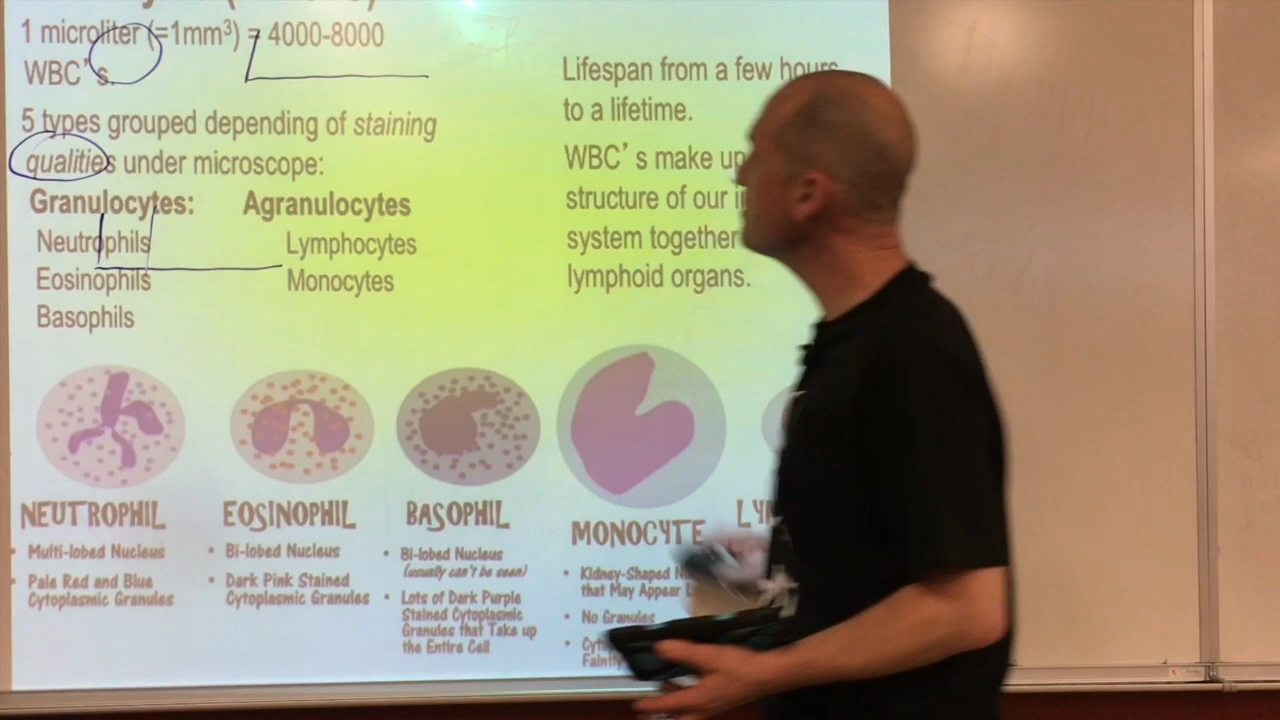 1 microliter (=1mm³) = 4000-8000
WBC's.
5 types grouped depending of staining
qualities under microscope:
Granulocytes: Agranulocytes
Neutrophils Lymphocytes
Eosinophils Monocytes
Basophils
Lifespan from a few hours
to a lifetime.
WBC's make up
structure of our
system together
lymphoid organs.
NEUTROPHIL
• Multi-lobed Nucleus
• Pale Red and Blue
Cytoplasmic Granules
EOSINOPHIL
• Bi-lobed Nucleus
• Dark Pink Stained
Cytoplasmic Granules
BASOPHIL
• Bi-lobed Nucleus
(usually can't be seen)
• Lots of Dark Purple
Stained Cytoplasmic
Granules that Take up
the Entire Cell
MONOCYTE
• Kidney-Shaped
that May Appear
• No Granules